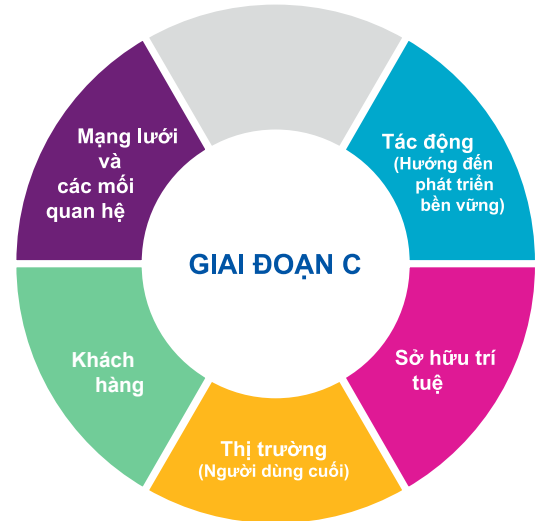 Mạng lưới
và
các mối
quan hệ
Tác động
(Hướng đến
phát triển
bền vững)
GIAI ĐOẠN C
Khách
hàng
Sở hữu trí
tuệ
Thị trường
(Người dùng cuối)